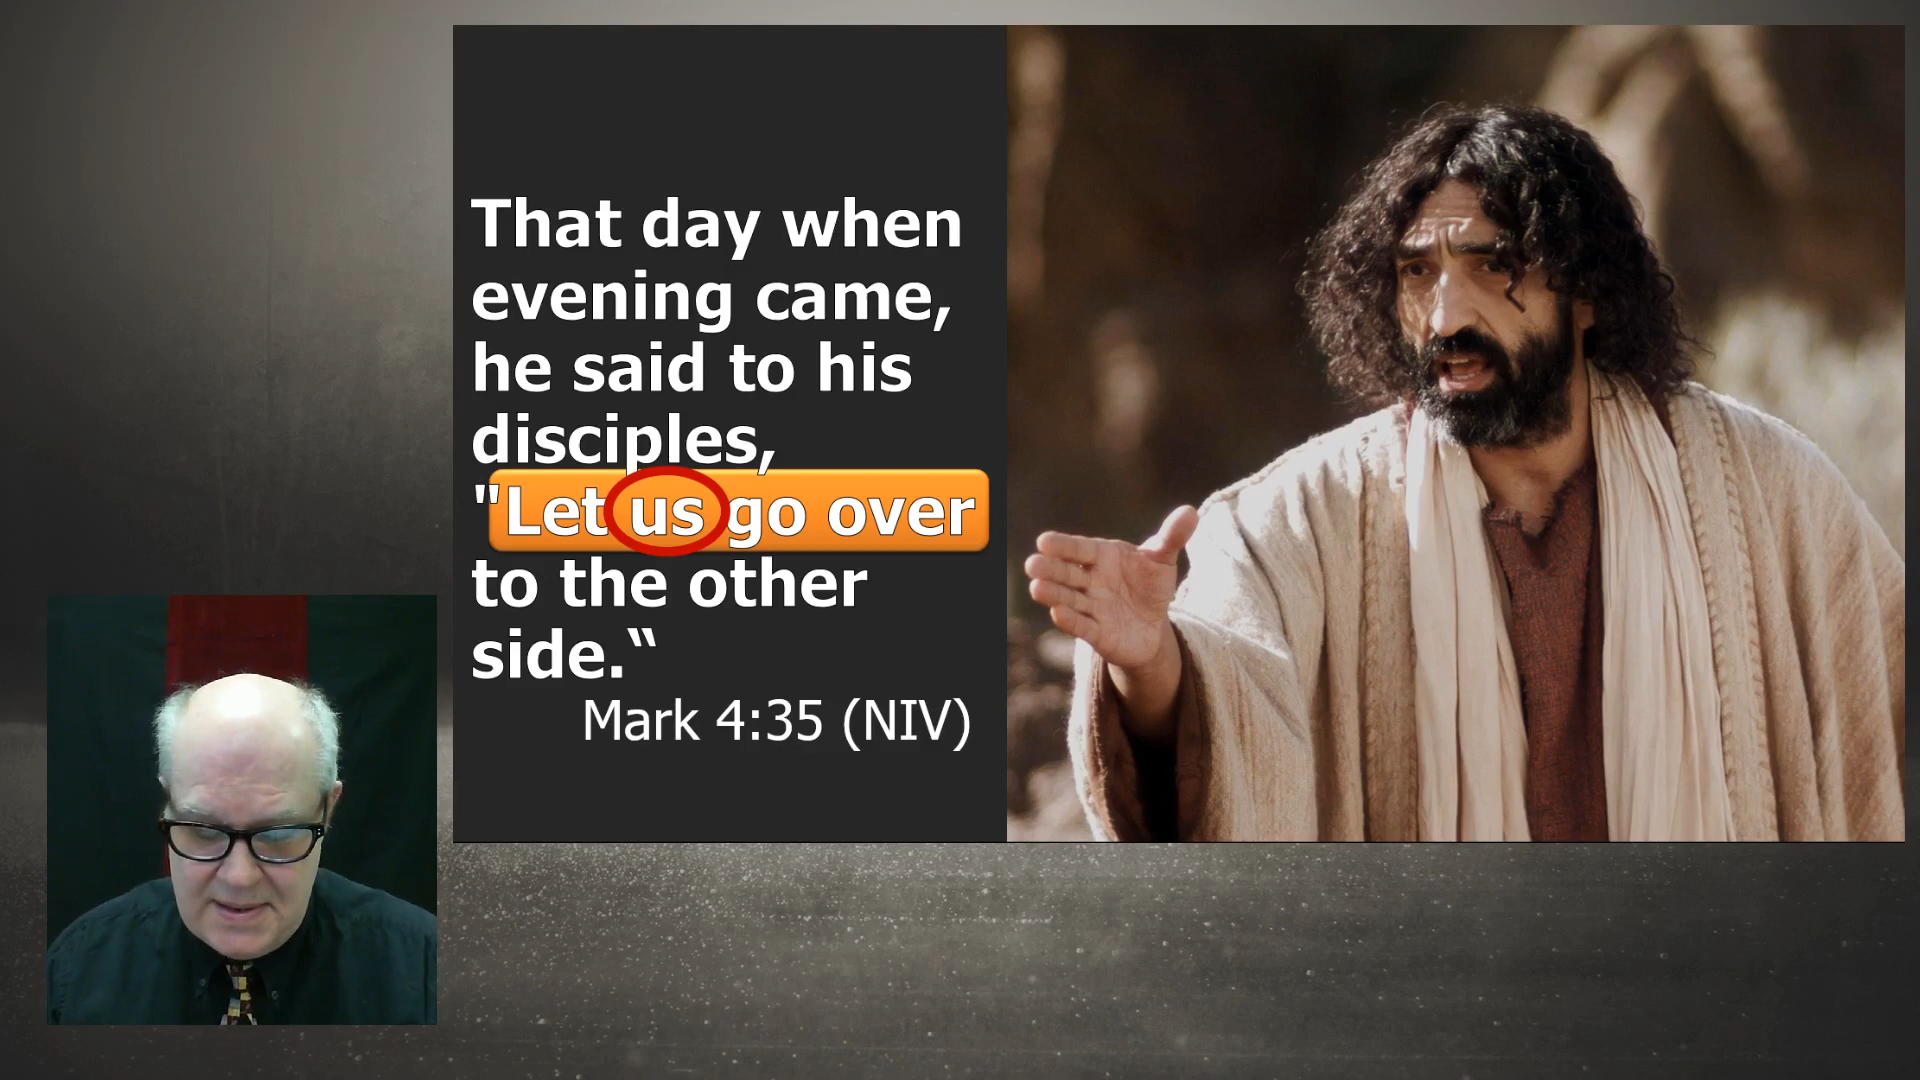 That day when
evening came,
he said to his
disciples,
"Let us go over
to the other
side.“
Mark 4:35 (NIV)